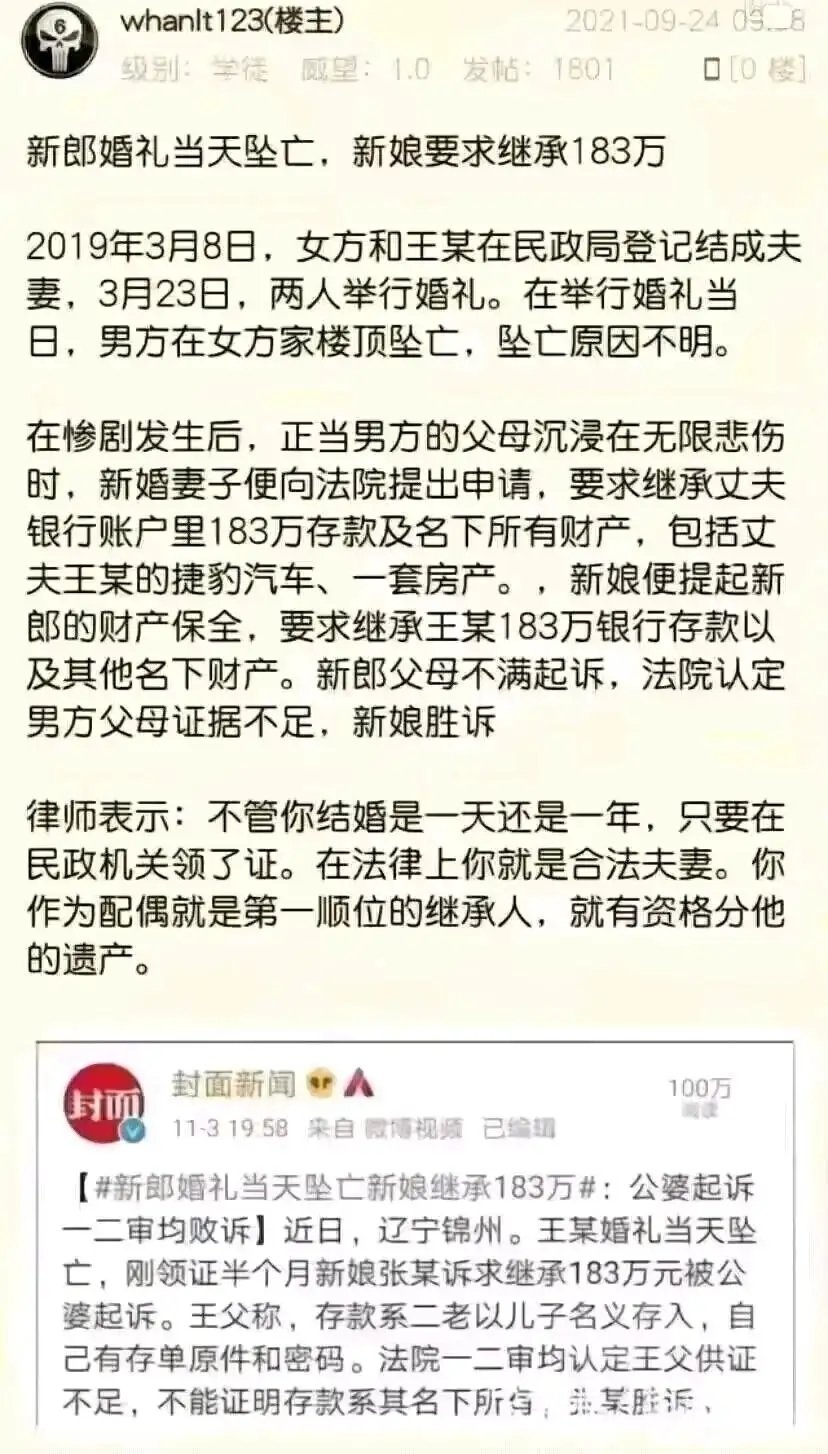 6
whanlt123(楼主)
2021-09-24
级别: 学徒 威望: 1.0 发帖: 1801
[0 楼]
新郎婚礼当天坠亡，新娘要求继承183万
2019年3月8日，女方和王某在民政局登记结成夫
妻，3月23日，两人举行婚礼。在举行婚礼当
日，男方在女方家楼顶坠亡，坠亡原因不明。
在惨剧发生后，正当男方的父母沉浸在无限悲伤
时，新婚妻子便向法院提出申请，要求继承丈夫
银行账户里183万存款及名下所有财产，包括丈
夫王某的捷豹汽车、一套房产。，新娘便提起新
郎的财产保全，要求继承王某183万银行存款以
及其他名下财产。新郎父母不满起诉，法院认定
男方父母证据不足，新娘胜诉
律师表示：不管你结婚是一天还是一年，只要在
民政机关领了证。在法律上你就是合法夫妻。你
作为配偶就是第一顺位的继承人，就有资格分他
的遗产。
封面
封面新闻
100万
阅读
11-3 19:58 来自 微博视频 已编辑
【#新郎婚礼当天坠亡新娘继承183万#：公婆起诉
一二审均败诉】近日，辽宁锦州。王某婚礼当天坠
亡，刚领证半个月新娘张某诉求继承183万元被公
婆起诉。王父称，存款系二老以儿子名义存入，自
己有存单原件和密码。法院一二审均认定王父供证
不足，不能证明存款系其名下所有，某胜诉，